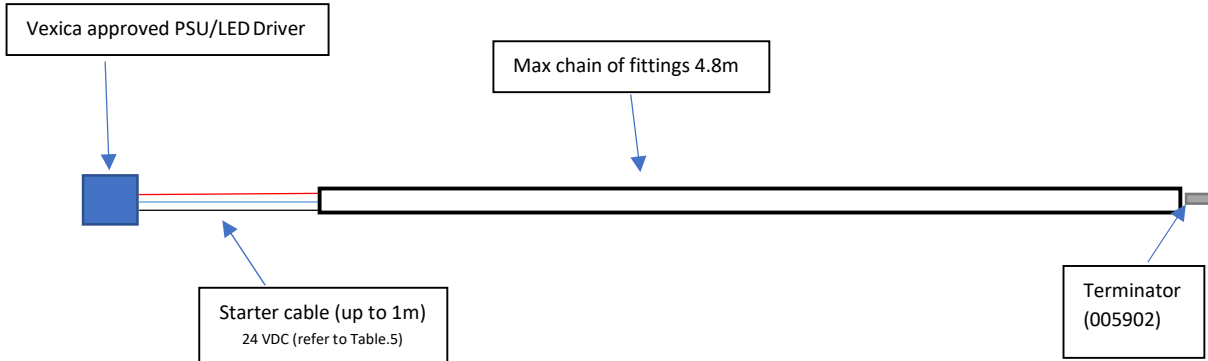 Vexica approved PSU/LED Driver
Max chain of fittings 4.8m
Starter cable (up to 1m)
24 VDC (refer to Table.5)
Terminator
(005902)